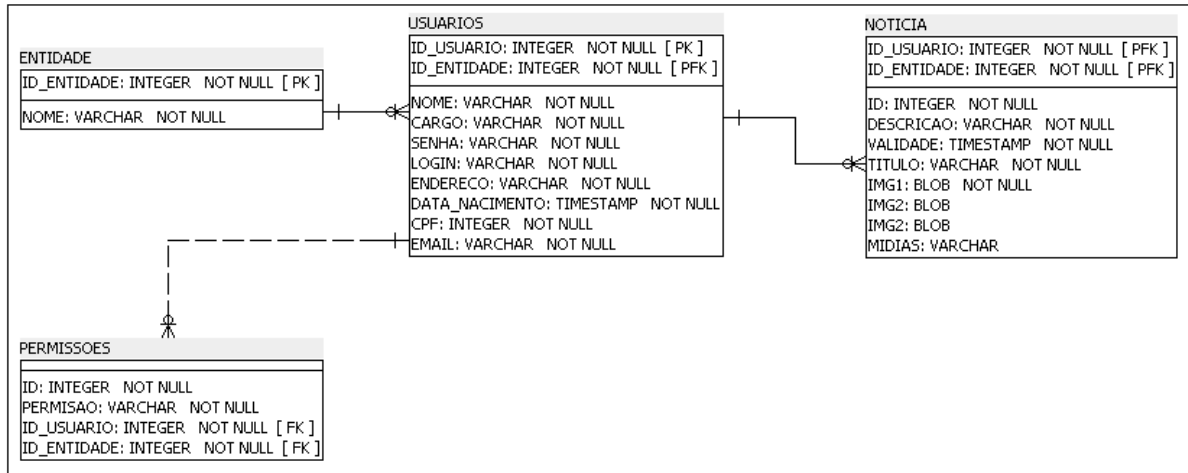 ENTIDADE
ID_ENTIDADE: INTEGER NOT NULL [ PK ]
NOME: VARCHAR NOT NULL
USUARIOS
ID_USUARIO: INTEGER NOT NULL [ PK ]
ID_ENTIDADE: INTEGER NOT NULL [ PFK ]
NOME: VARCHAR NOT NULL
CARGO: VARCHAR NOT NULL
SENHA: VARCHAR NOT NULL
LOGIN: VARCHAR NOT NULL
ENDERECO: VARCHAR NOT NULL
DATA_NACIMENTO: TIMESTAMP NOT NULL
CPF: INTEGER NOT NULL
EMAIL: VARCHAR NOT NULL
NOTICIA
ID_USUARIO: INTEGER NOT NULL [ PFK ]
ID_ENTIDADE: INTEGER NOT NULL [ PFK ]
ID: INTEGER NOT NULL
DESCRICAO: VARCHAR NOT NULL
VALIDADE: TIMESTAMP NOT NULL
TITULO: VARCHAR NOT NULL
IMG1: BLOB NOT NULL
IMG2: BLOB
IMG2: BLOB
MIDIAS: VARCHAR
PERMISSOES
ID: INTEGER NOT NULL
PERMISAO: VARCHAR NOT NULL
ID_USUARIO: INTEGER NOT NULL [ FK ]
ID_ENTIDADE: INTEGER NOT NULL [ FK ]